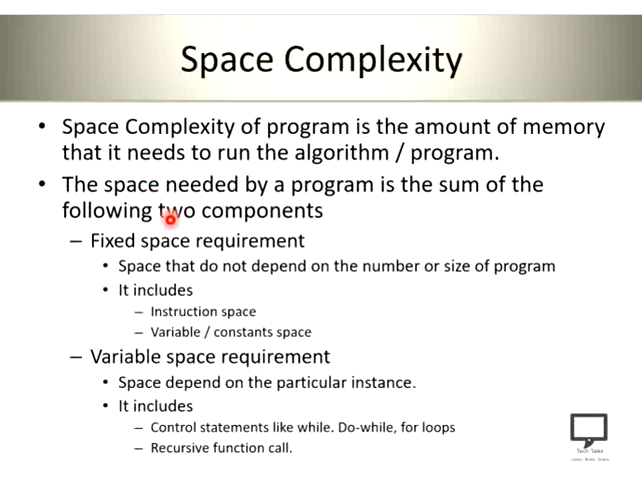 Space Complexity
• Space Complexity of program is the amount of memory
that it needs to run the algorithm / program.
• The space needed by a program is the sum of the
following two components
– Fixed space requirement
• Space that do not depend on the number or size of program
• It includes
– Instruction space
– Variable / constants space
– Variable space requirement
• Space depend on the particular instance.
• It includes
– Control statements like while. Do-while, for loops
– Recursive function call.
Tech Talks